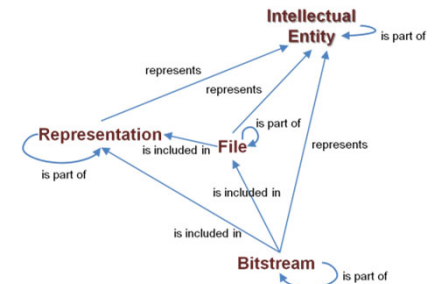 Intellectual
Entity
is part of
represents
represents
is part of
Representation
is included in
File
represents
is part of
is included in
is included in
Bitstream
is part of